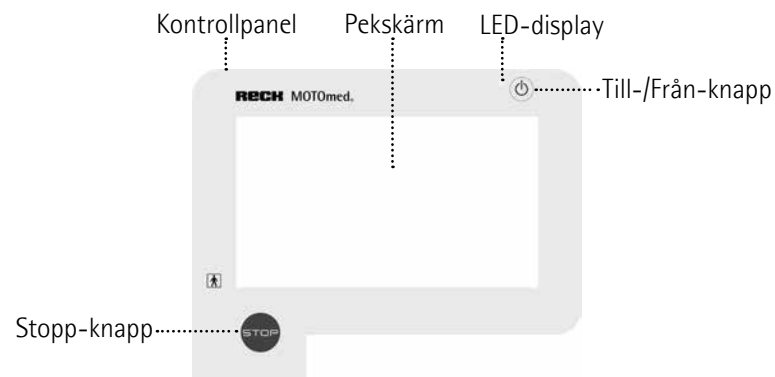 Kontrollpanel Pekskärm LED-display
Till-/Från-knapp
RECK MOTOmed.
Stopp-knapp
STOP